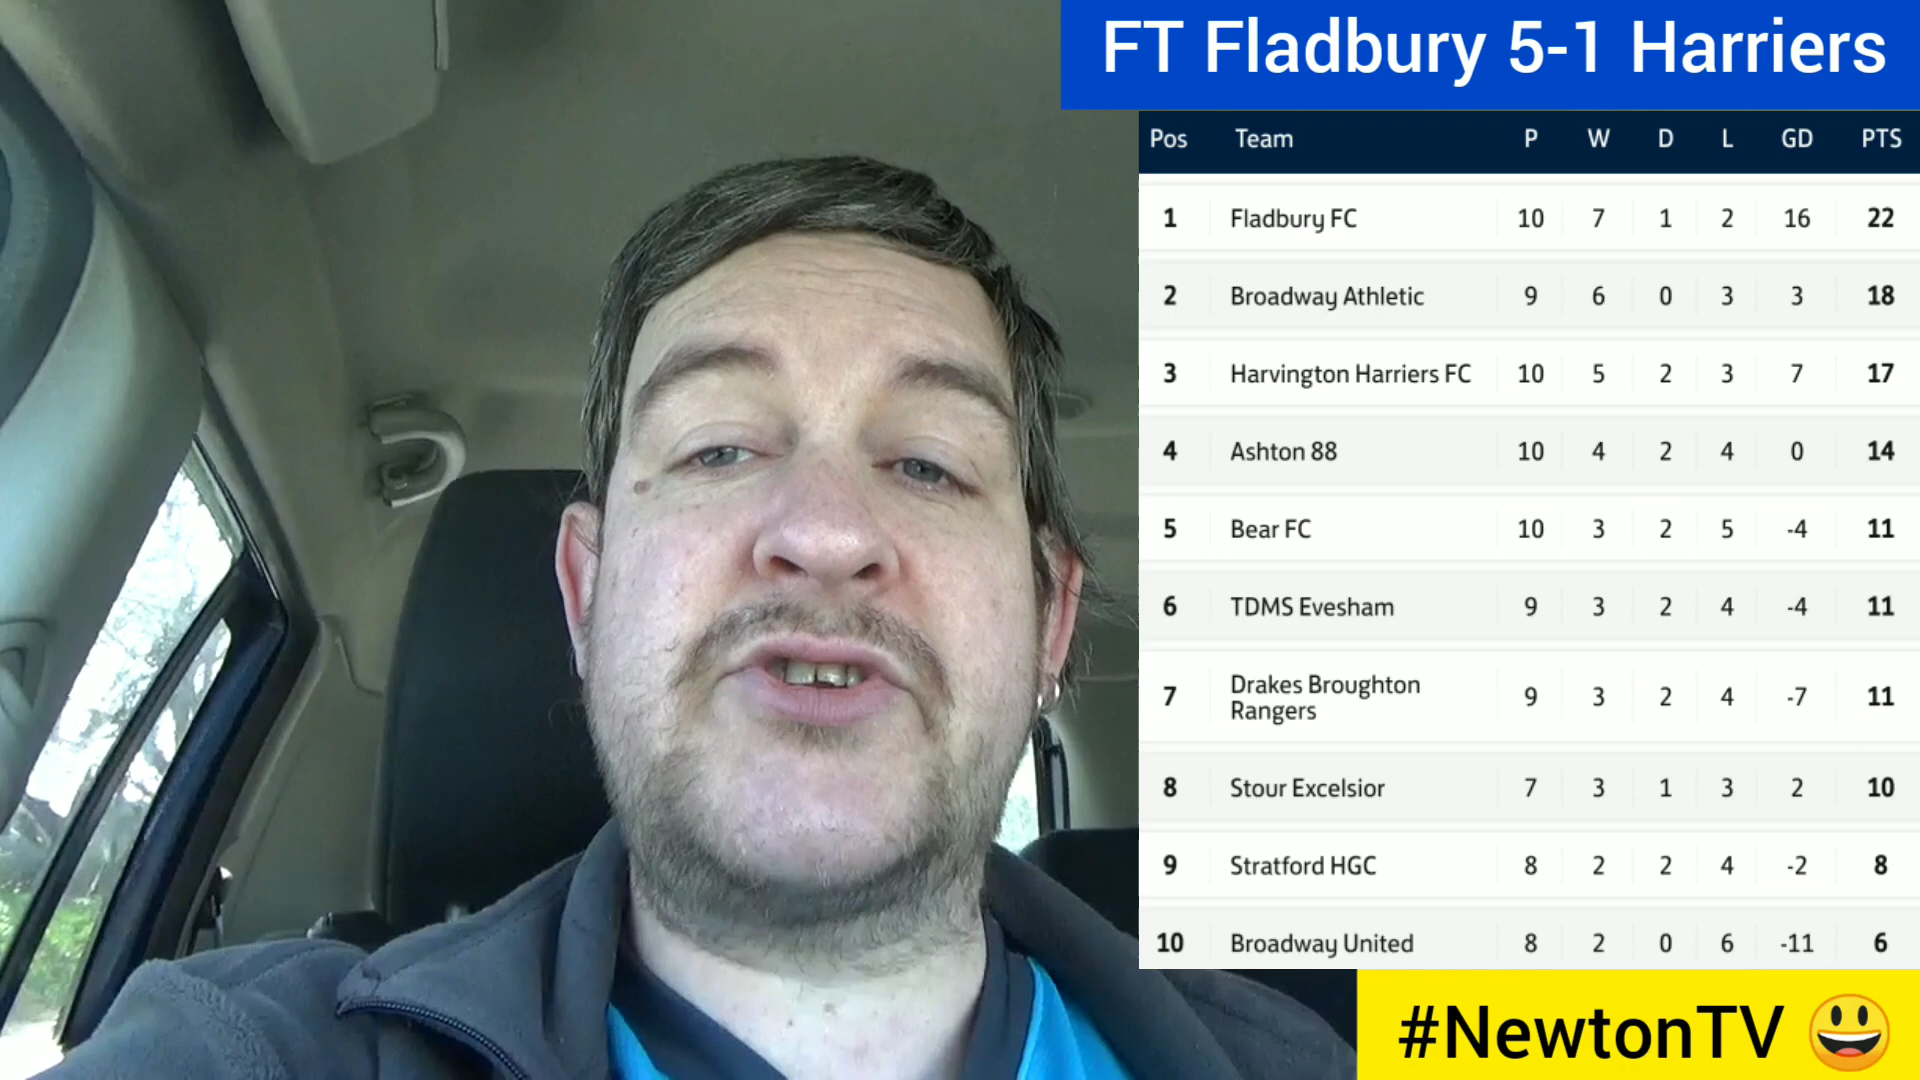 FT Fladbury 5-1 Harriers
Pos Team P W D L GD PTS
1 Fladbury FC 10 7 1 2 16 22
2 Broadway Athletic 9 6 0 3 3 18
3 Harvington Harriers FC 10 5 2 3 7 17
4 Ashton 88 10 4 2 4 0 14
5 Bear FC 10 3 2 5 -4 11
6 TDMS Evesham 9 3 2 4 -4 11
7 Drakes Broughton Rangers 9 3 2 4 -7 11
8 Stour Excelsior 7 3 1 3 2 10
9 Stratford HGC 8 2 2 4 -2 8
10 Broadway United 8 2 0 6 -11 6
#NewtonTV 😃